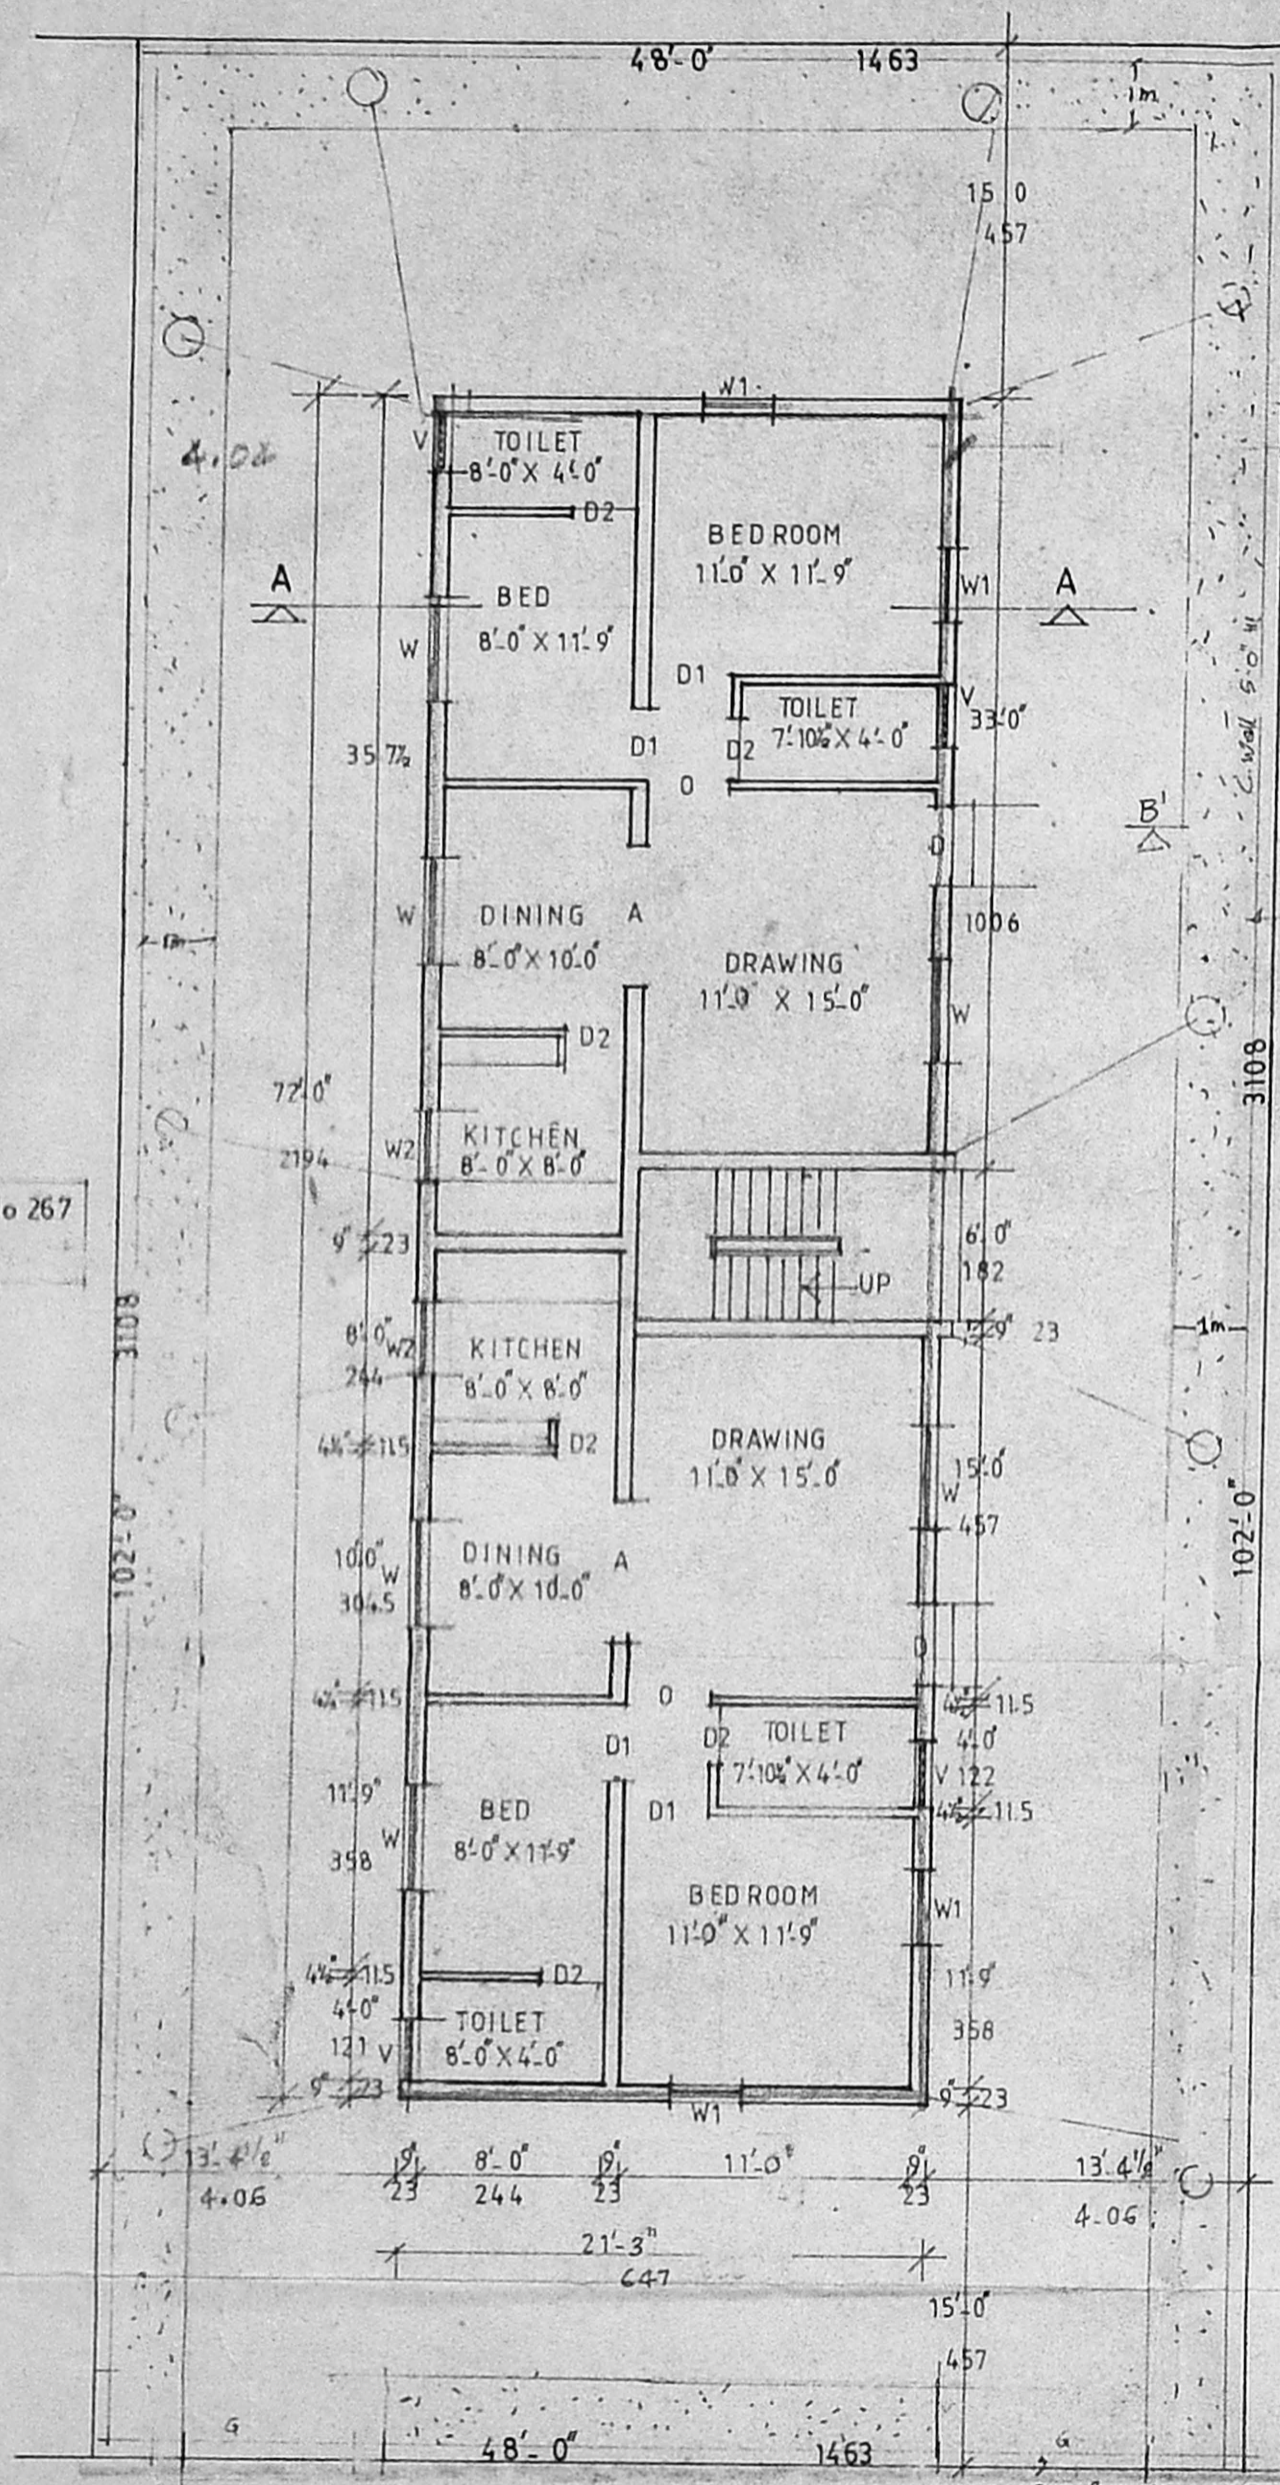 48'-0" 1463
1m
15 0
457
W1
V
TOILET
8'-0" X 4'-0"
4.04
D2
BED ROOM
11'-0" X 11'-9"
A
W1
A
BED
8'-0" X 11'-9"
W
C. Wall 5'-0"
D1
TOILET
7'-10½" X 4'-0"
V
33'-0"
D1
D2
35 7½
O
B'
D
W
DINING
8'-0" X 10'-0"
A
1006
1m
DRAWING
11'-0" X 15'-0"
W
D2
3108
72'-0"
2194
W2
KITCHEN
8'-0" X 8'-0"
o 267
9" 23
6'-0"
182
UP
9" 23
1m
3108
8'-0"
244
W2
KITCHEN
8'-0" X 8'-0"
4½" 11.5
D2
DRAWING
11'-0" X 15'-0"
15'-0"
W
457
102'-0"
102'-0"
10'-0"
304.5
W
DINING
8'-0" X 10'-0"
A
D
4½" 11.5
O
4½" 11.5
D1
D2
TOILET
7'-10½" X 4'-0"
4'-0"
V 122
11'-9"
358
W
BED
8'-0" X 11'-9"
D1
4½" 11.5
BED ROOM
11'-0" X 11'-9"
W1
4½" 11.5
D2
11'-9"
358
4'-0"
121
V
TOILET
8'-0" X 4'-0"
9" 23
W1
9" 23
13'-4½"
4.06
9"
23
8'-0"
244
9"
23
11'-0"
9"
23
13'.4½"
4.06
21'-3"
647
15'-0"
457
G
48'-0" 1463
G